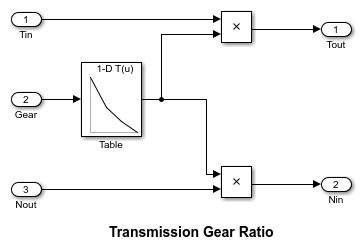 1
Tin
×
1
Tout
1-D T(u)
2
Gear
Table
3
Nout
×
2
Nin
Transmission Gear Ratio